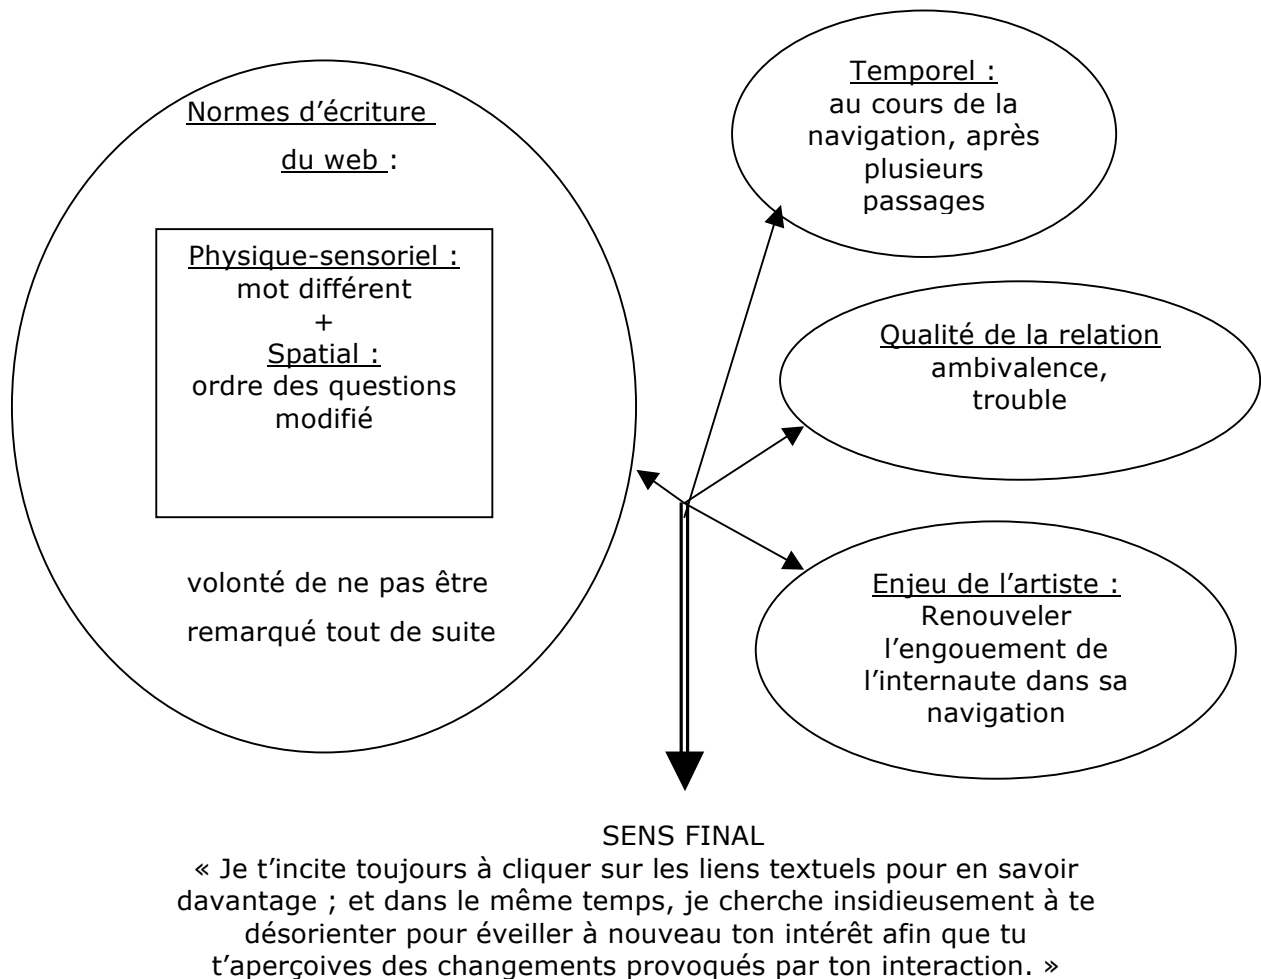 Normes d’écriture
du web :
Physique-sensoriel :
mot différent
+
Spatial :
ordre des questions
modifié
volonté de ne pas être
remarqué tout de suite
Temporel :
au cours de la
navigation, après
plusieurs
passages
Qualité de la relation
ambivalence,
trouble
Enjeu de l’artiste :
Renouveler
l’engouement de
l’internaute dans sa
navigation
SENS FINAL
« Je t’incite toujours à cliquer sur les liens textuels pour en savoir
davantage ; et dans le même temps, je cherche insidieusement à te
désorienter pour éveiller à nouveau ton intérêt afin que tu
t’aperçoives des changements provoqués par ton interaction. »